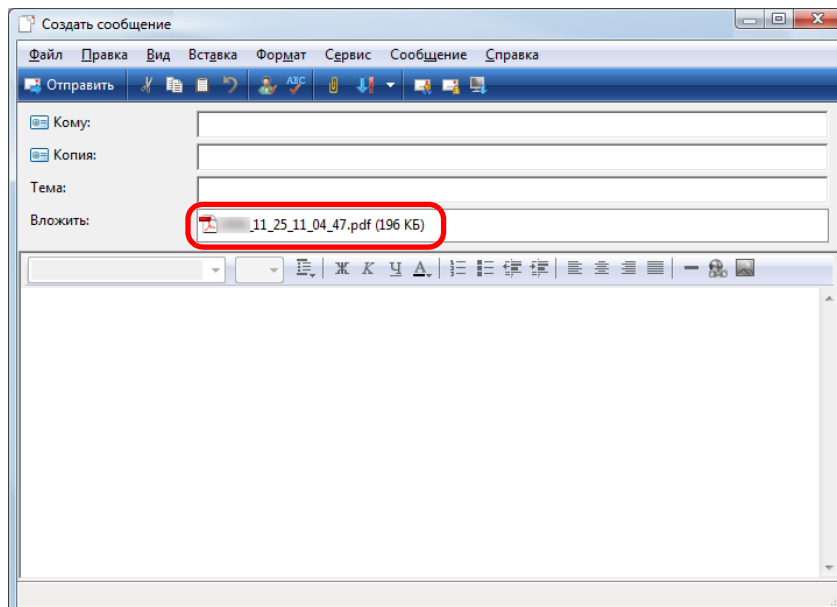 Создать сообщение
Файл Правка Вид Вставка Формат Сервис Сообщение Справка
Отправить ABC
Кому:
Копия:
Тема:
Вложить: _11_25_11_04_47.pdf (196 КБ)
Ж К Ч А